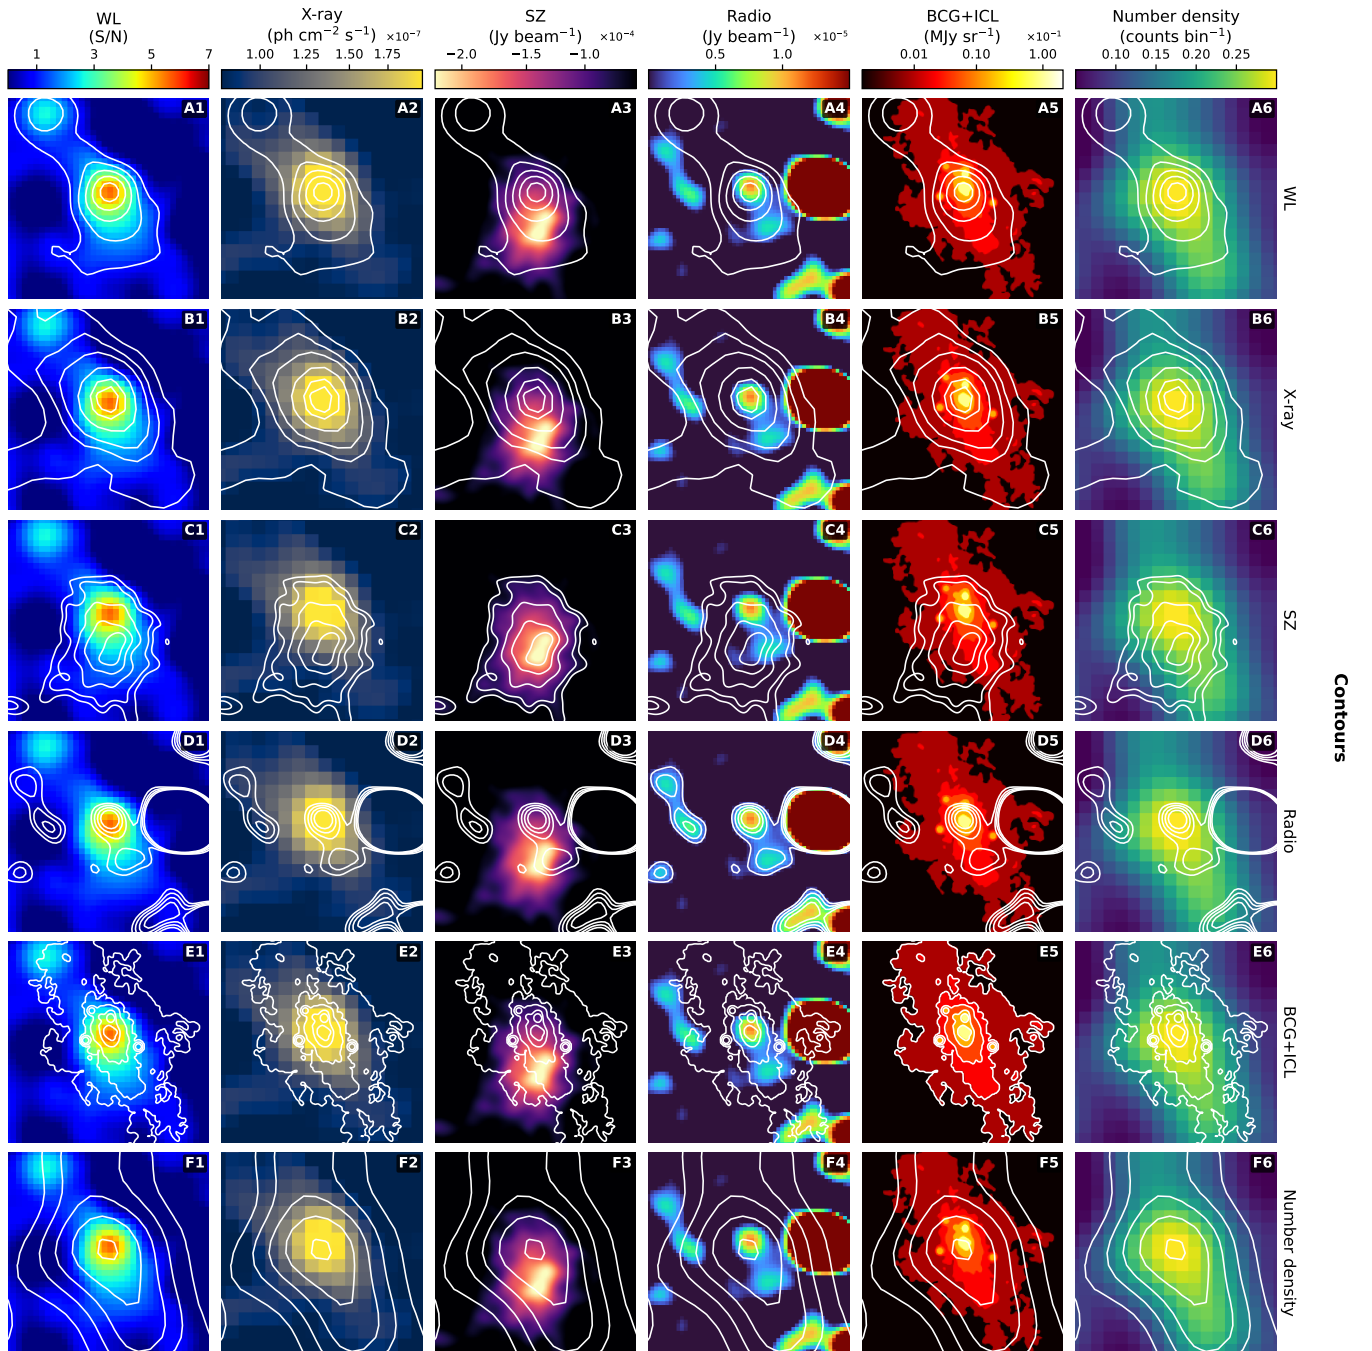 WL
(S/N)
X-ray
(ph cm⁻² s⁻¹) ×10⁻⁷
SZ
(Jy beam⁻¹) ×10⁻⁴
Radio
(Jy beam⁻¹) ×10⁻⁵
BCG+ICL
(MJy sr⁻¹) ×10⁻¹
Number density
(counts bin⁻¹)
1 3 5 7
1.00 1.25 1.50 1.75
−2.0 −1.5 −1.0
0.5 1.0
0.01 0.10 1.00
0.10 0.15 0.20 0.25
A1 A2 A3 A4 A5 A6
WL
B1 B2 B3 B4 B5 B6
X-ray
C1 C2 C3 C4 C5 C6
SZ
Contours
D1 D2 D3 D4 D5 D6
Radio
E1 E2 E3 E4 E5 E6
BCG+ICL
F1 F2 F3 F4 F5 F6
Number density